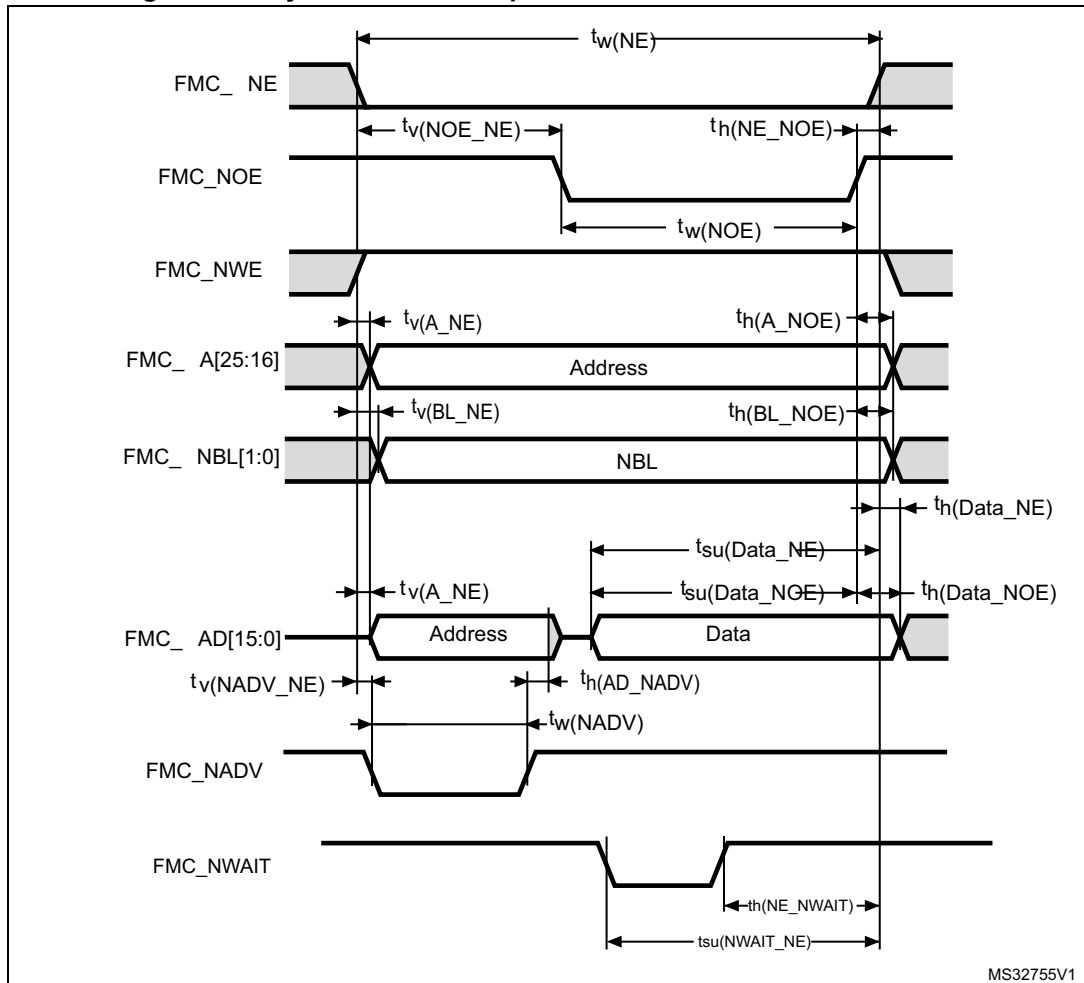 tw(NE)
FMC_ NE
tv(NOE_NE)
th(NE_NOE)
FMC_NOE
tw(NOE)
FMC_NWE
tv(A_NE)
th(A_NOE)
FMC_ A[25:16]
Address
tv(BL_NE)
th(BL_NOE)
FMC_ NBL[1:0]
NBL
th(Data_NE)
tsu(Data_NE)
tv(A_NE)
tsu(Data_NOE)
th(Data_NOE)
FMC_ AD[15:0]
Address
Data
tv(NADV_NE)
th(AD_NADV)
tw(NADV)
FMC_NADV
FMC_NWAIT
th(NE_NWAIT)
tsu(NWAIT_NE)
MS32755V1